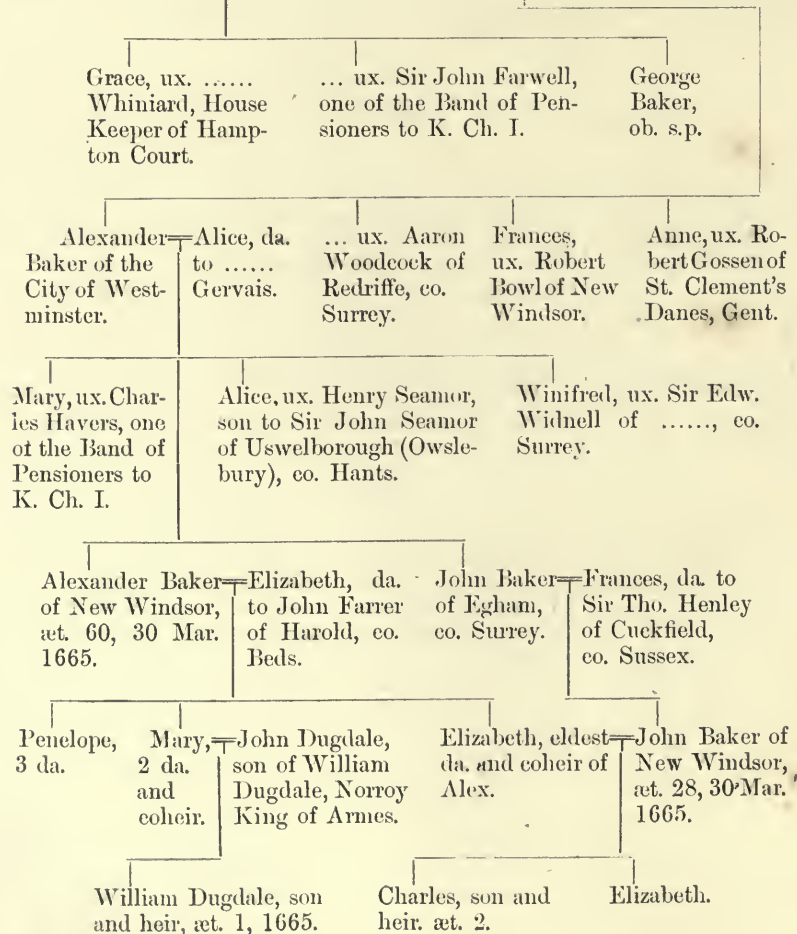 Grace, ux. ......
Whiniard, House
Keeper of Hamp-
ton Court.
... ux. Sir John Farwell,
one of the Band of Pen-
sioners to K. Ch. I.
George
Baker,
ob. s.p.
Alexander
Baker of the
City of West-
minster.
Alice, da.
to ......
Gervais.
... ux. Aaron
Woodcock of
Redriffe, co.
Surrey.
Frances,
ux. Robert
Bowl of New
Windsor.
Anne, ux. Ro-
bert Gossen of
St. Clement's
Danes, Gent.
Mary, ux. Char-
les Havers, one
of the Band of
Pensioners to
K. Ch. I.
Alice, ux. Henry Seamor,
son to Sir John Seamor
of Uswelborough (Owsle-
bury), co. Hants.
Winifred, ux. Sir Edw.
Widnell of ......, co.
Surrey.
Alexander Baker
of New Windsor,
æt. 60, 30 Mar.
1665.
Elizabeth, da.
to John Farrer
of Harold, co.
Beds.
John Baker
of Egham,
co. Surrey.
Frances, da. to
Sir Tho. Henley
of Cuckfield,
co. Sussex.
Penelope,
3 da.
Mary,
2 da.
and
coheir.
John Dugdale,
son of William
Dugdale, Norroy
King of Armes.
Elizabeth, eldest
da. and coheir of
Alex.
John Baker of
New Windsor,
æt. 28, 30 Mar.
1665.
William Dugdale, son
and heir, æt. 1, 1665.
Charles, son and
heir. æt. 2.
Elizabeth.